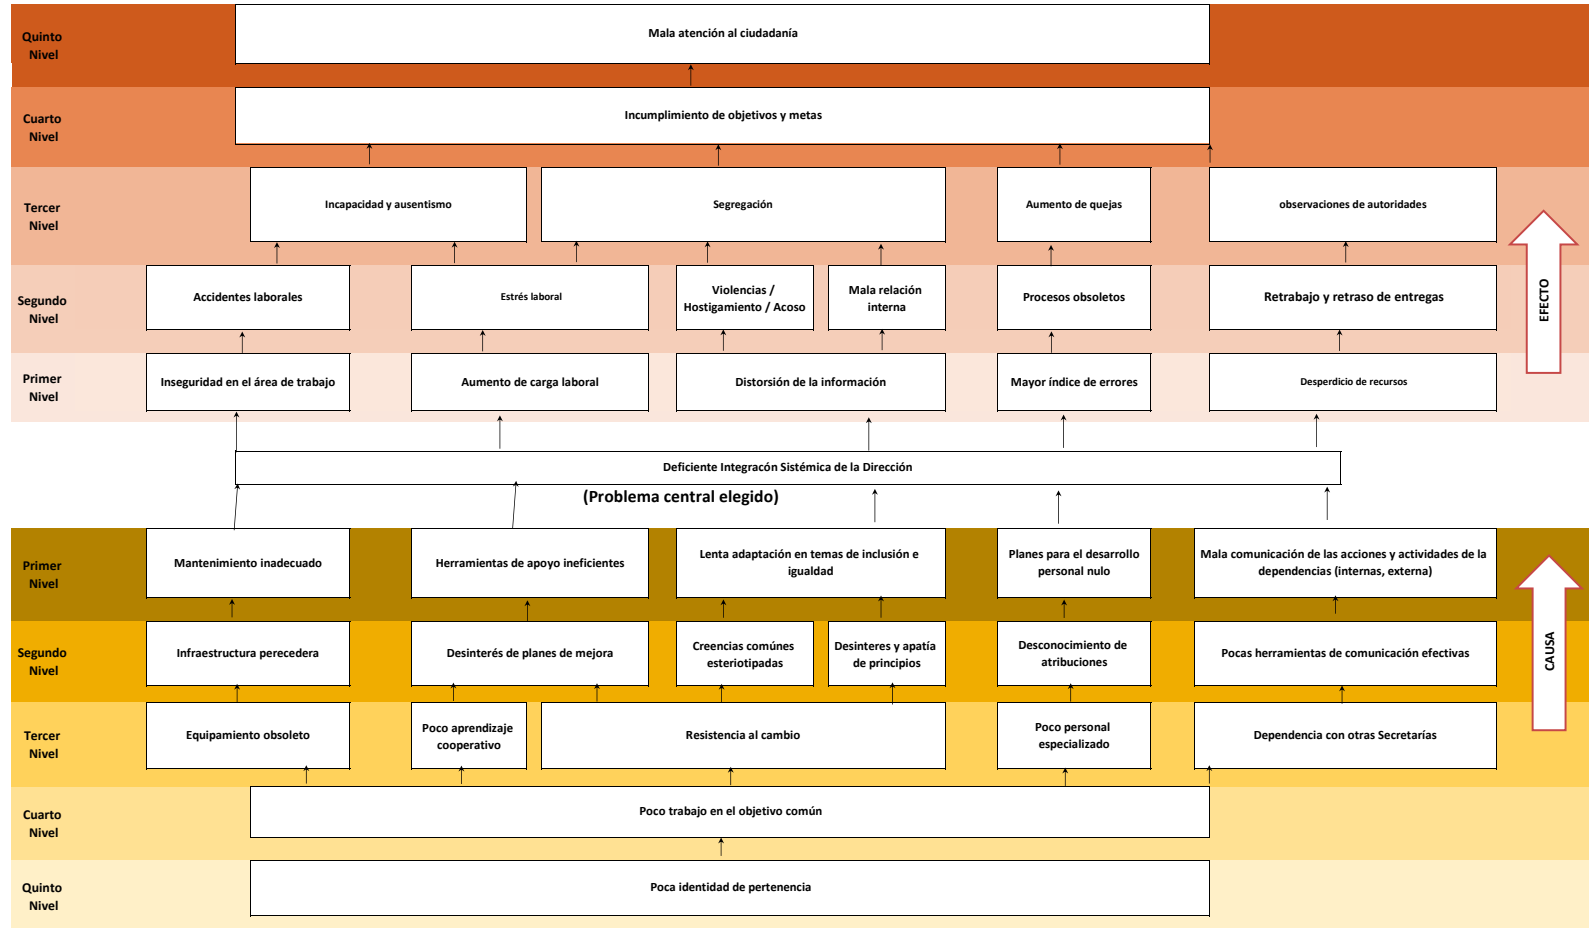 Quinto
Nivel
Mala atención al ciudadanía
Cuarto
Nivel
Incumplimiento de objetivos y metas
Tercer
Nivel
Incapacidad y ausentismo
Segregación
Aumento de quejas
observaciones de autoridades
Segundo
Nivel
Accidentes laborales
Estrés laboral
Violencias /
Hostigamiento / Acoso
Mala relación
interna
Procesos obsoletos
Retrabajo y retraso de entregas
EFECTO
Primer
Nivel
Inseguridad en el área de trabajo
Aumento de carga laboral
Distorsión de la información
Mayor índice de errores
Desperdicio de recursos
Deficiente Integracón Sistémica de la Dirección
(Problema central elegido)
Primer
Nivel
Mantenimiento inadecuado
Herramientas de apoyo ineficientes
Lenta adaptación en temas de inclusión e
igualdad
Planes para el desarrollo
personal nulo
Mala comunicación de las acciones y actividades de la
dependencias (internas, externa)
Segundo
Nivel
Infraestructura perecedera
Desinterés de planes de mejora
Creencias comúnes
esteriotipadas
Desinteres y apatía
de principios
Desconocimiento de
atribuciones
Pocas herramientas de comunicación efectivas
CAUSA
Tercer
Nivel
Equipamiento obsoleto
Poco aprendizaje
cooperativo
Resistencia al cambio
Poco personal
especializado
Dependencia con otras Secretarías
Cuarto
Nivel
Poco trabajo en el objetivo común
Quinto
Nivel
Poca identidad de pertenencia